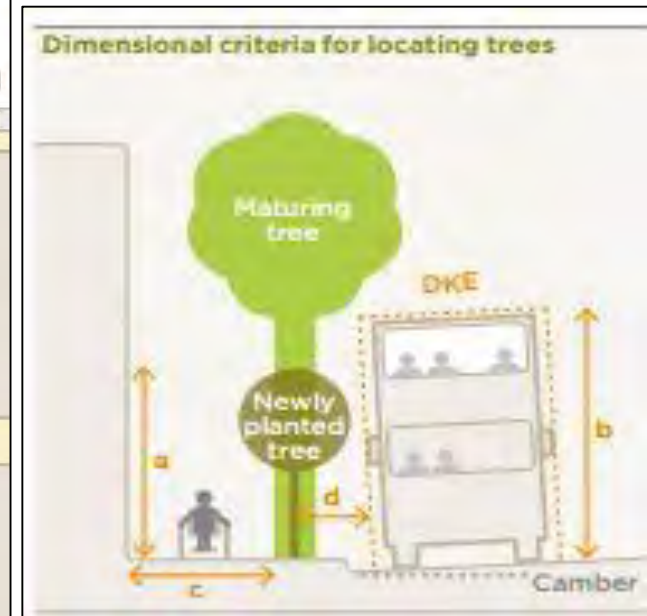 Dimensional criteria for locating trees
Maturing
tree
DKE
Newly
planted
tree
a
b
d
c
Camber